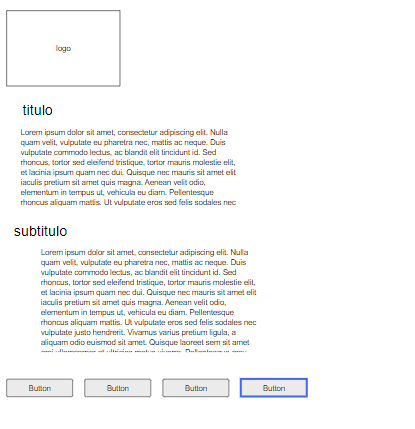 logo
titulo
Lorem ipsum dolor sit amet, consectetur adipiscing elit. Nulla
quam velit, vulputate eu pharetra nec, mattis ac neque. Duis
vulputate commodo lectus, ac blandit elit tincidunt id. Sed
rhoncus, tortor sed eleifend tristique, tortor mauris molestie elit,
et lacinia ipsum quam nec dui. Quisque nec mauris sit amet elit
iaculis pretium sit amet quis magna. Aenean velit odio,
elementum in tempus ut, vehicula eu diam. Pellentesque
rhoncus aliquam mattis. Ut vulputate eros sed felis sodales nec
subtitulo
Lorem ipsum dolor sit amet, consectetur adipiscing elit. Nulla
quam velit, vulputate eu pharetra nec, mattis ac neque. Duis
vulputate commodo lectus, ac blandit elit tincidunt id. Sed
rhoncus, tortor sed eleifend tristique, tortor mauris molestie elit,
et lacinia ipsum quam nec dui. Quisque nec mauris sit amet elit
iaculis pretium sit amet quis magna. Aenean velit odio,
elementum in tempus ut, vehicula eu diam. Pellentesque
rhoncus aliquam mattis. Ut vulputate eros sed felis sodales nec
vulputate justo hendrerit. Vivamus varius pretium ligula, a
aliquam odio euismod sit amet. Quisque laoreet sem sit amet
Button
Button
Button
Button